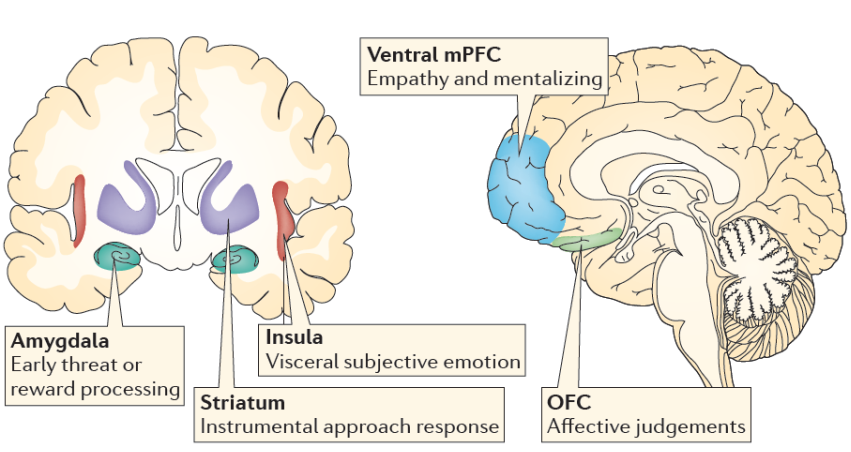 Ventral mPFC
Empathy and mentalizing
Amygdala
Early threat or
reward processing
Insula
Visceral subjective emotion
Striatum
Instrumental approach response
OFC
Affective judgements